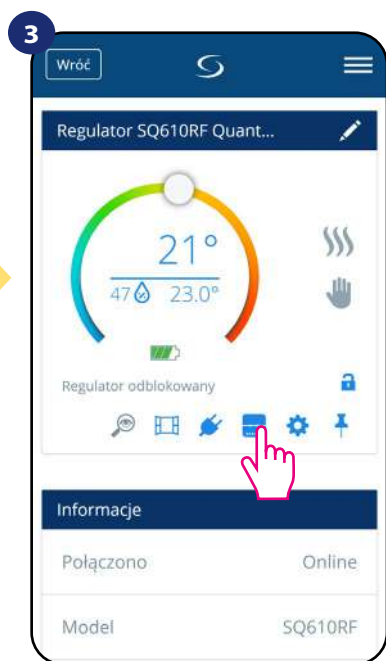 3
Wróć
Regulator SQ610RF Quant...
21°
47 23.0°
Regulator odblokowany
Informacje
Połączono Online
Model SQ610RF